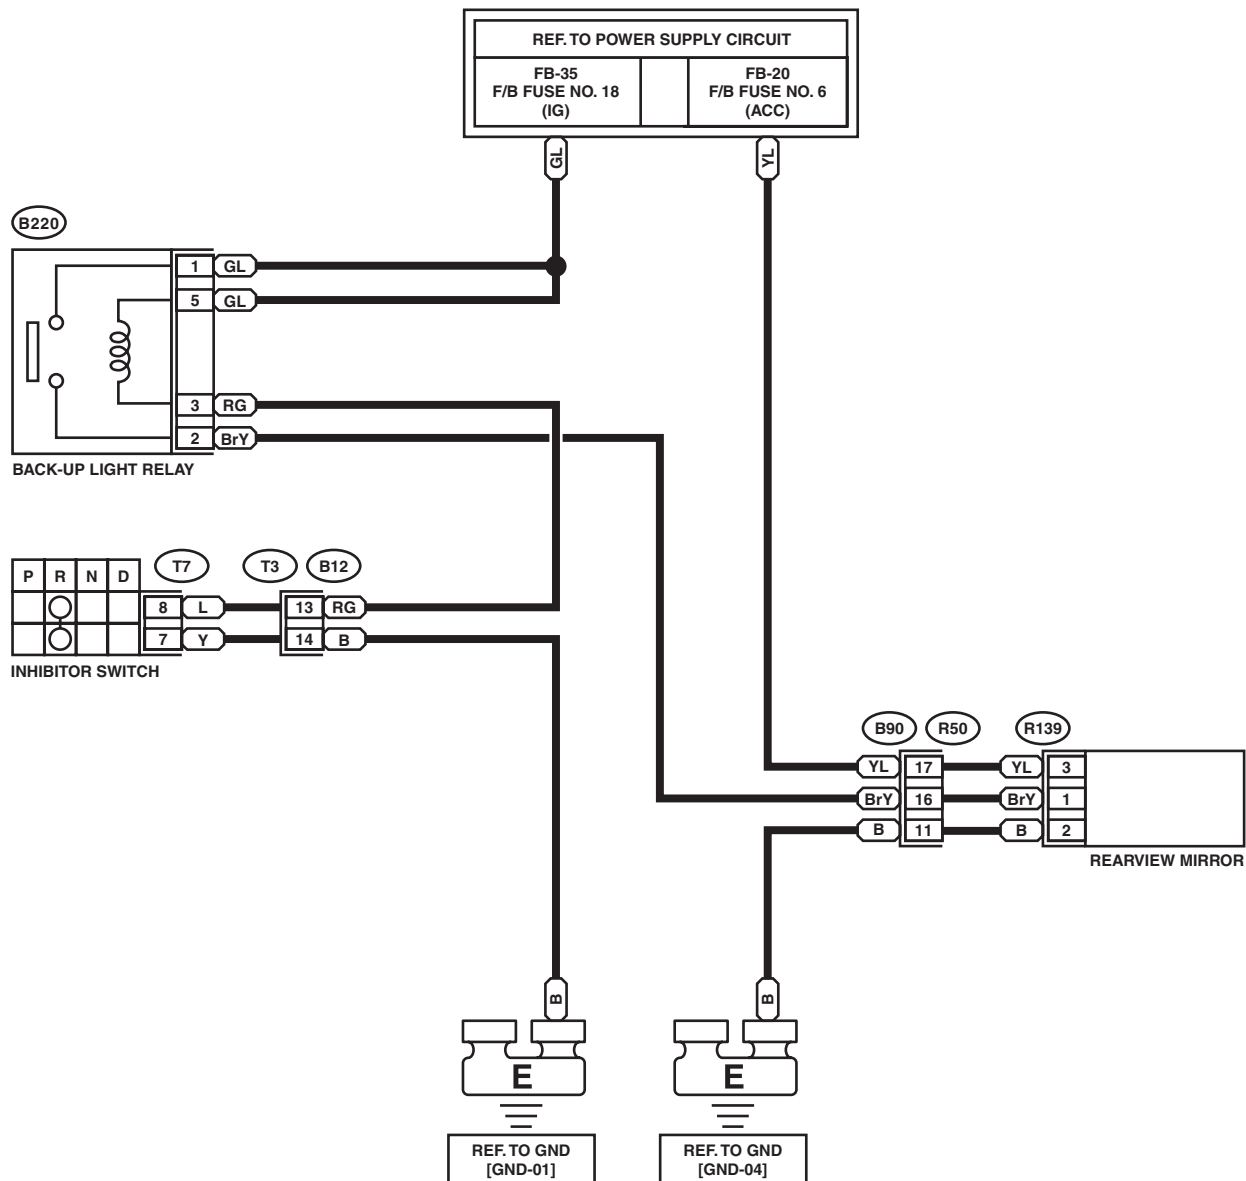 REF. TO POWER SUPPLY CIRCUIT
FB-35
F/B FUSE NO. 18
(IG)
FB-20
F/B FUSE NO. 6
(ACC)
GL
YL
B220
1 GL
5 GL
3 RG
2 BrY
BACK-UP LIGHT RELAY
P R N D
T7
T3
B12
8 L
13 RG
7 Y
14 B
INHIBITOR SWITCH
B90
R50
R139
YL 17
YL 3
BrY 16
BrY 1
B 11
B 2
REARVIEW MIRROR
B
B
E
E
REF. TO GND
[GND-01]
REF. TO GND
[GND-04]